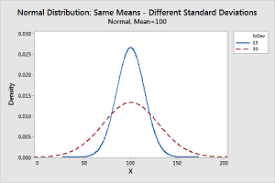 Normal Distribution: Same Means - Different Standard Deviations
Normal, Mean=100
0.030
0.025
0.020
0.015
0.010
0.005
0.000
Density
0
50
100
150
200
X
StDev
15
30